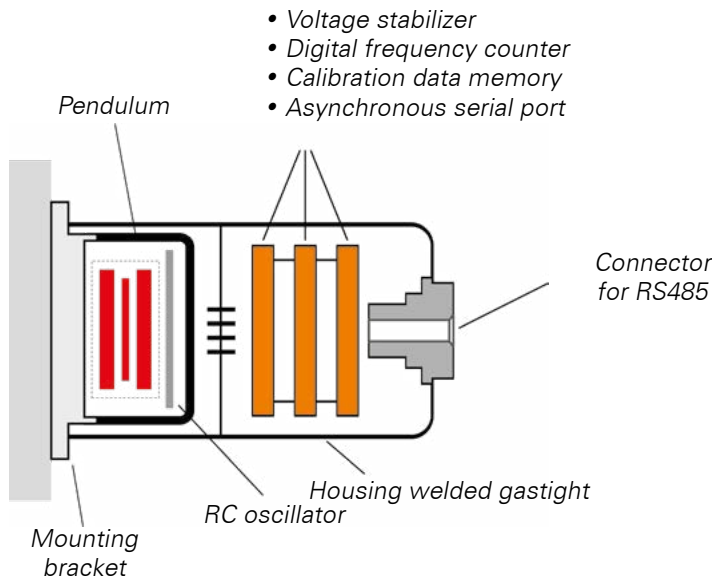 • Voltage stabilizer
• Digital frequency counter
• Calibration data memory
• Asynchronous serial port
Pendulum
Connector
for RS485
Housing welded gastight
RC oscillator
Mounting
bracket